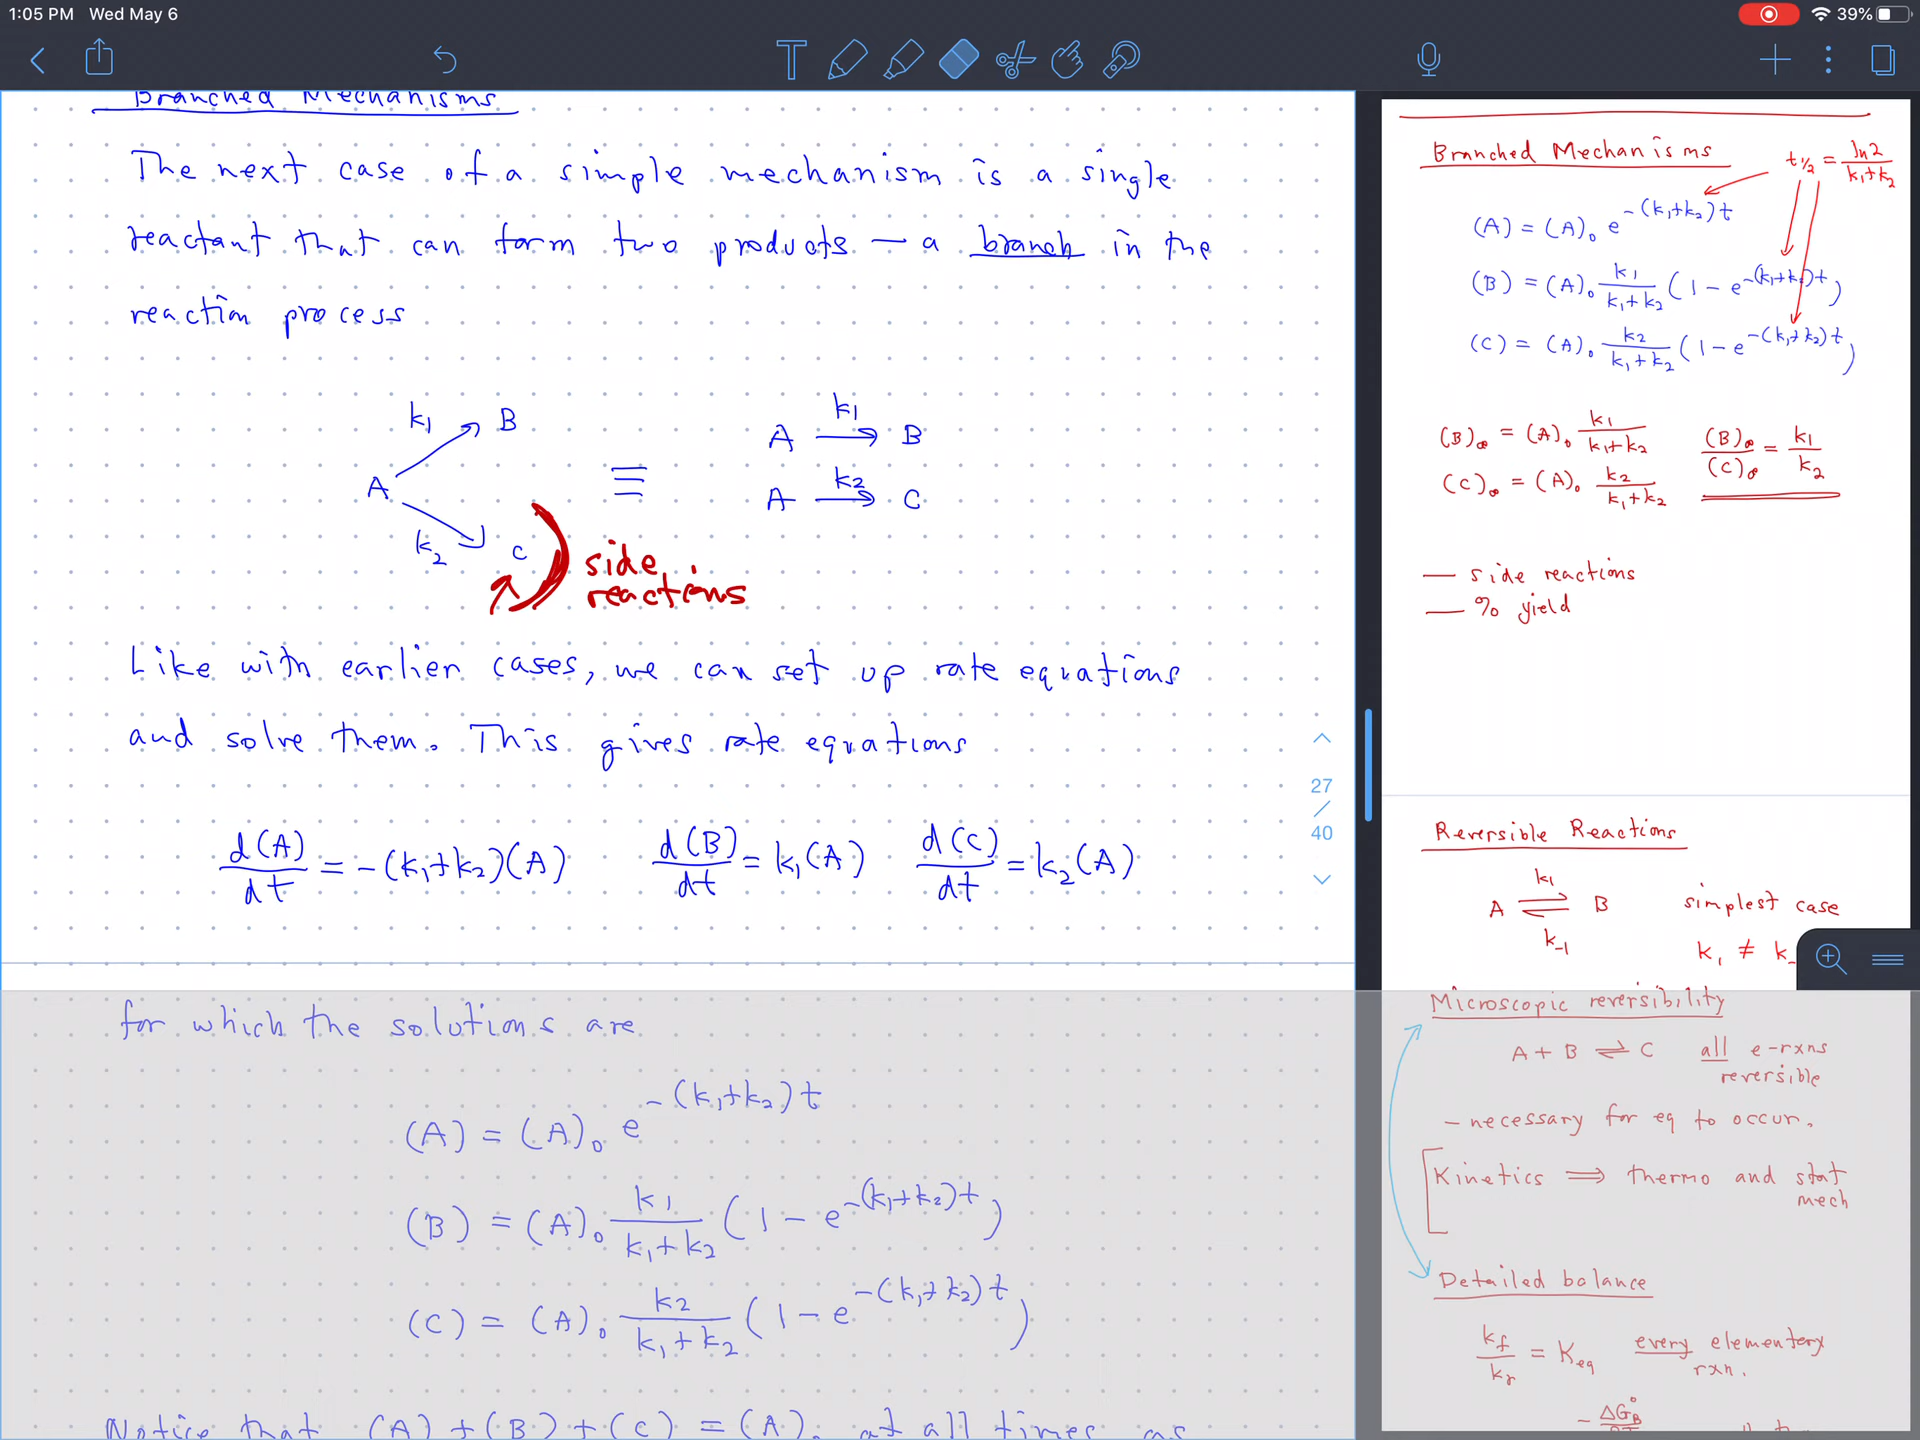 1:05 PM Wed May 6
39%
Branched Mechanisms
The next case of a simple mechanism is a single
reactant that can form two products — a branch in the
reaction process
k₁ B
A
k₂ C
≡
A k₁→ B
A k₂→ C
side
reactions
Like with earlier cases, we can set up rate equations
and solve them. This gives rate equations
d(A)/dt = -(k₁+k₂)(A) d(B)/dt = k₁(A) d(C)/dt = k₂(A)
27
/
40
for which the solutions are
(A) = (A)₀ e^-(k₁+k₂)t
(B) = (A)₀ k₁/(k₁+k₂) (1 - e^-(k₁+k₂)t)
(C) = (A)₀ k₂/(k₁+k₂) (1 - e^-(k₁+k₂)t)
Notice that (A)+(B)+(C) = (A)₀ at all times as
Branched Mechanisms
t½ = ln2/(k₁+k₂)
(A) = (A)₀ e^-(k₁+k₂)t
(B) = (A)₀ k₁/(k₁+k₂) (1 - e^-(k₁+k₂)t)
(C) = (A)₀ k₂/(k₁+k₂) (1 - e^-(k₁+k₂)t)
(B)∞ = (A)₀ k₁/(k₁+k₂) (B)∞/(C)∞ = k₁/k₂
(C)∞ = (A)₀ k₂/(k₁+k₂)
— side reactions
— % yield
Reversible Reactions
k₁
A ⇌ B simplest case
k₋₁
k₁ ≠ k₋
Microscopic reversibility
A + B ⇌ C all e-rxns
reversible
- necessary for eq to occur.
Kinetics ⟹ thermo and stat
mech
Detailed balance
kf/kr = Keq every elementery
rxn.
- ΔG°